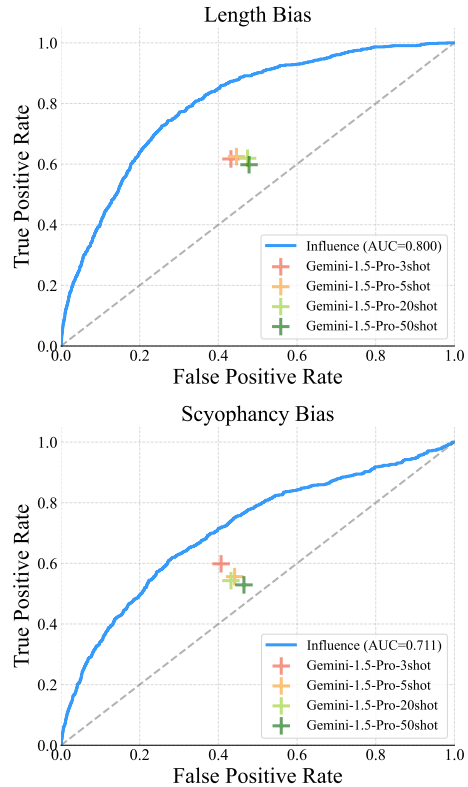 Length Bias
1.0
0.8
0.6
0.4
0.2
0.0
True Positive Rate
Influence (AUC=0.800)
Gemini-1.5-Pro-3shot
Gemini-1.5-Pro-5shot
Gemini-1.5-Pro-20shot
Gemini-1.5-Pro-50shot
0.0 0.2 0.4 0.6 0.8 1.0
False Positive Rate
Scyophancy Bias
1.0
0.8
0.6
0.4
0.2
0.0
True Positive Rate
Influence (AUC=0.711)
Gemini-1.5-Pro-3shot
Gemini-1.5-Pro-5shot
Gemini-1.5-Pro-20shot
Gemini-1.5-Pro-50shot
0.0 0.2 0.4 0.6 0.8 1.0
False Positive Rate